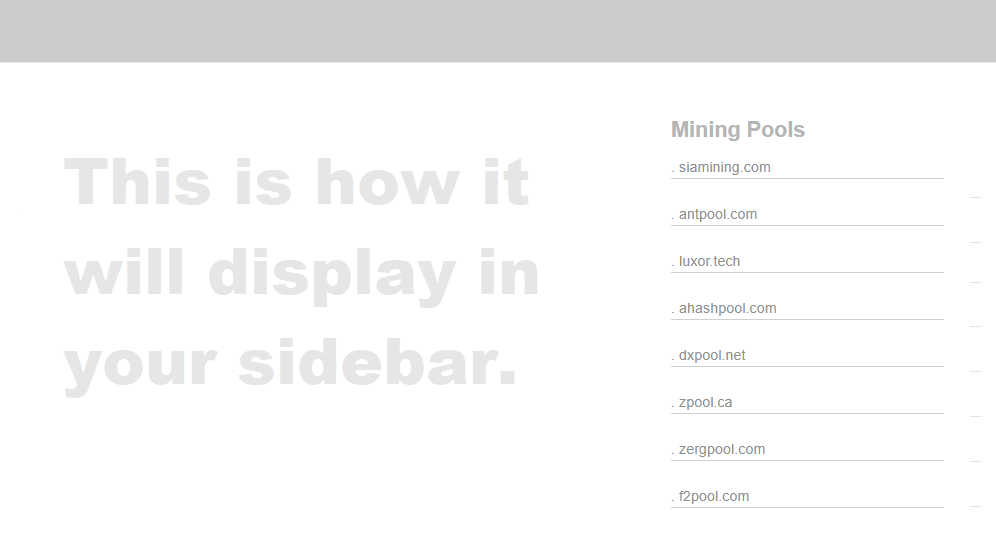 This is how it
will display in
your sidebar.
Mining Pools
. siamining.com
. antpool.com
. luxor.tech
. ahashpool.com
. dxpool.net
. zpool.ca
. zergpool.com
. f2pool.com